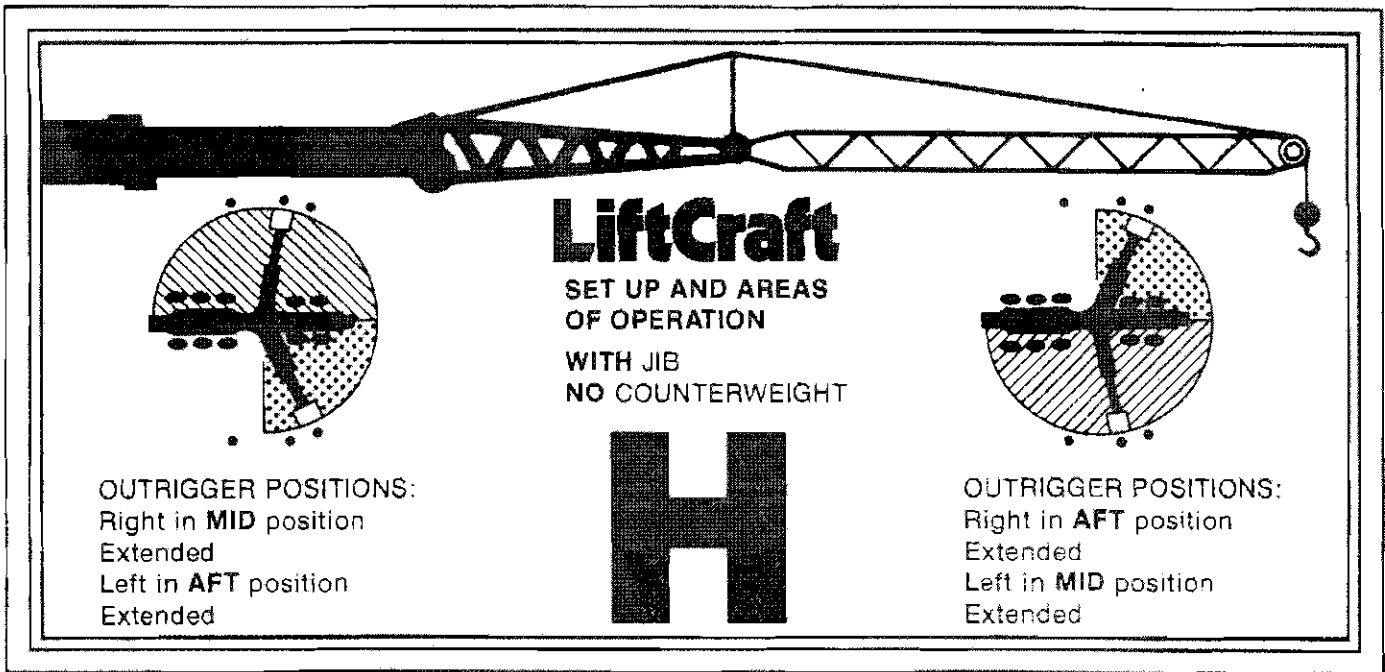 LiftCraft
SET UP AND AREAS
OF OPERATION
WITH JIB
NO COUNTERWEIGHT
H
OUTRIGGER POSITIONS:
Right in MID position
Extended
Left in AFT position
Extended
OUTRIGGER POSITIONS:
Right in AFT position
Extended
Left in MID position
Extended